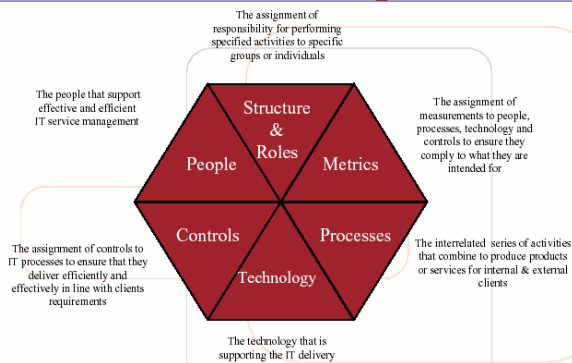 The assignment of
responsibility for performing
specified activities to specific
groups or individuals
The people that support
effective and efficient
IT service management
Structure
&
Roles
The assignment of
measurements to people,
processes, technology and
controls to ensure they
comply to what they are
intended for
People
Metrics
Controls
Processes
The assignment of controls to
IT processes to ensure that they
deliver efficiently and
effectively in line with clients
requirements
The interrelated series of activities
that combine to produce products
or services for internal & external
clients
Technology
The technology that is
supporting the IT delivery